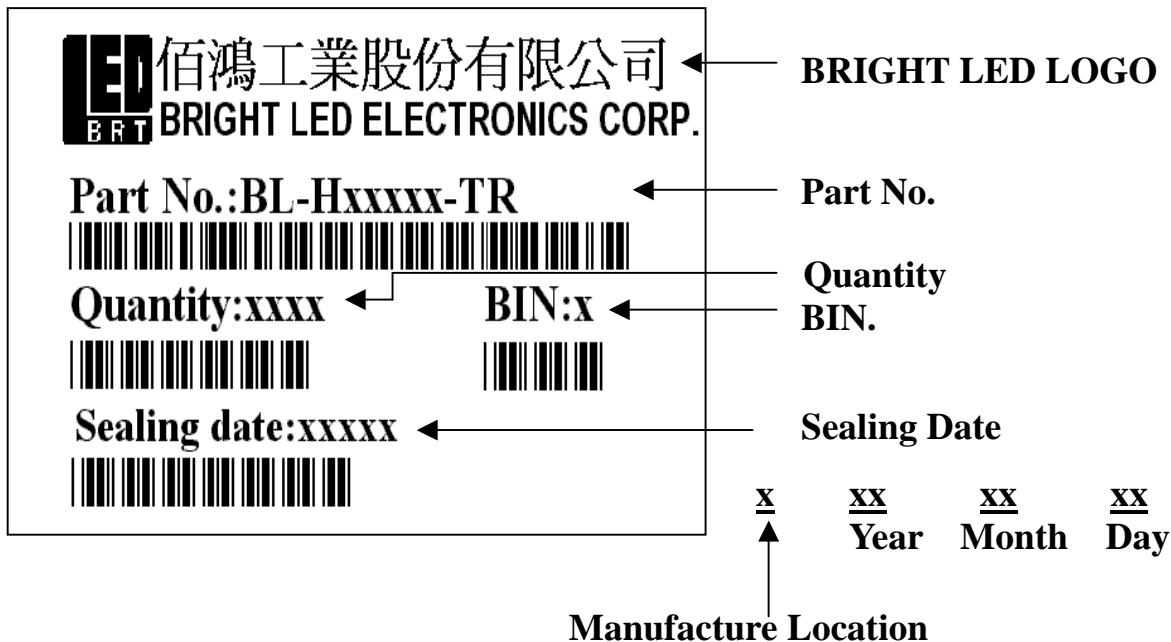 LED 佰鴻工業股份有限公司
BRT BRIGHT LED ELECTRONICS CORP.
BRIGHT LED LOGO
Part No.:BL-Hxxxxx-TR
Part No.
Quantity:xxxx
BIN:x
Quantity
BIN.
Sealing date:xxxxx
Sealing Date
x xx xx xx
Year Month Day
Manufacture Location